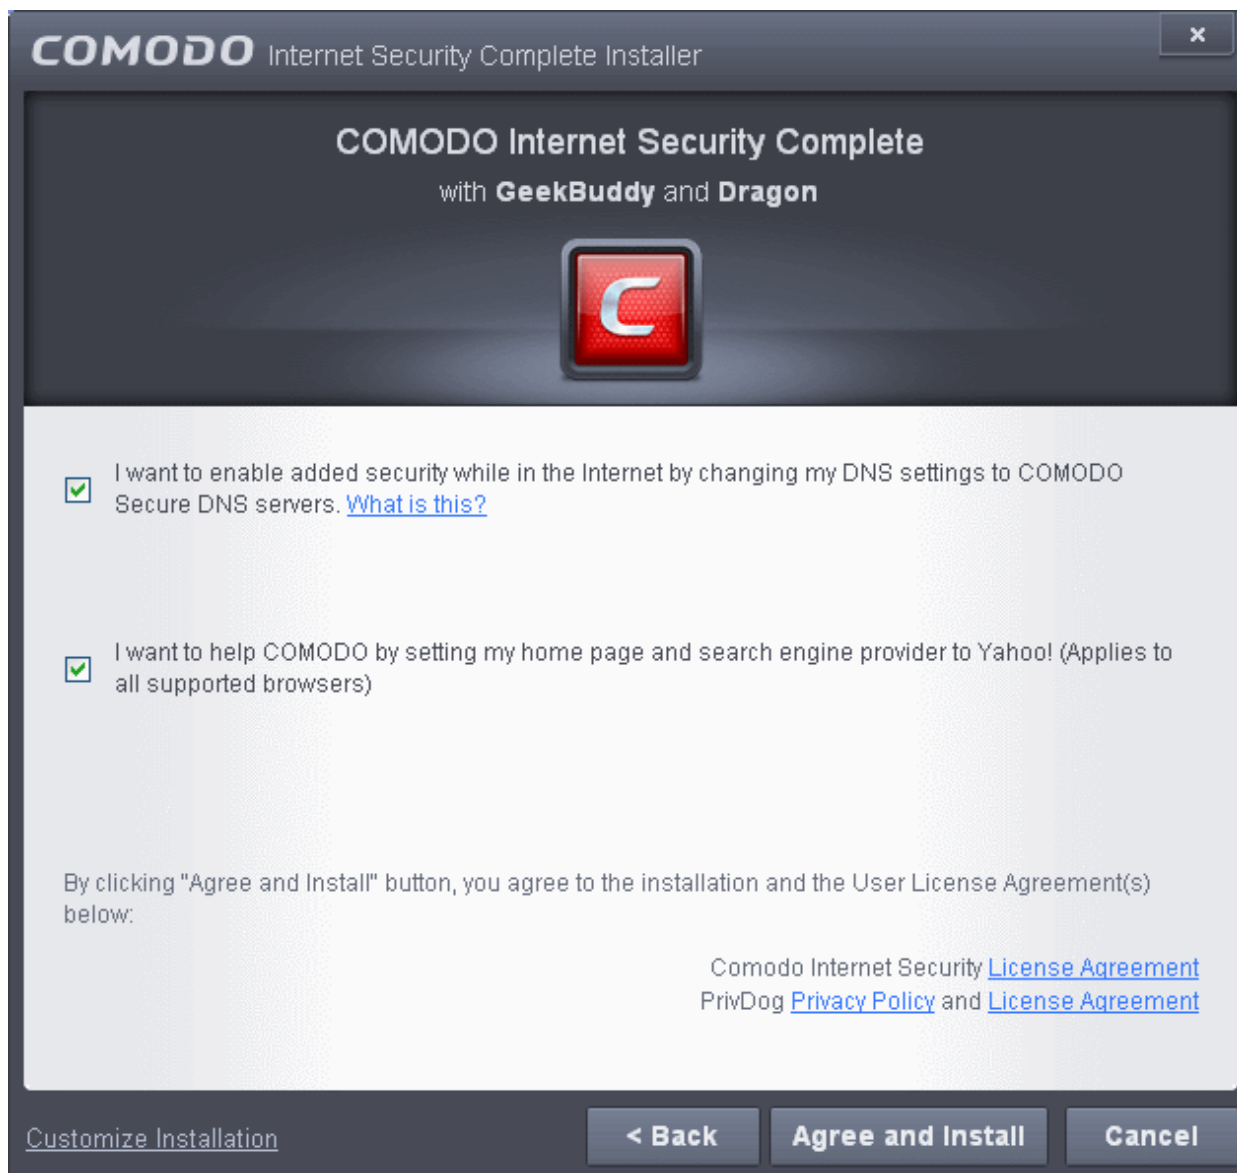 COMODO Internet Security Complete Installer
x
COMODO Internet Security Complete
with GeekBuddy and Dragon
C
I want to enable added security while in the Internet by changing my DNS settings to COMODO
Secure DNS servers. What is this?
I want to help COMODO by setting my home page and search engine provider to Yahoo! (Applies to
all supported browsers)
By clicking "Agree and Install" button, you agree to the installation and the User License Agreement(s)
below:
Comodo Internet Security License Agreement
PrivDog Privacy Policy and License Agreement
Customize Installation
< Back
Agree and Install
Cancel